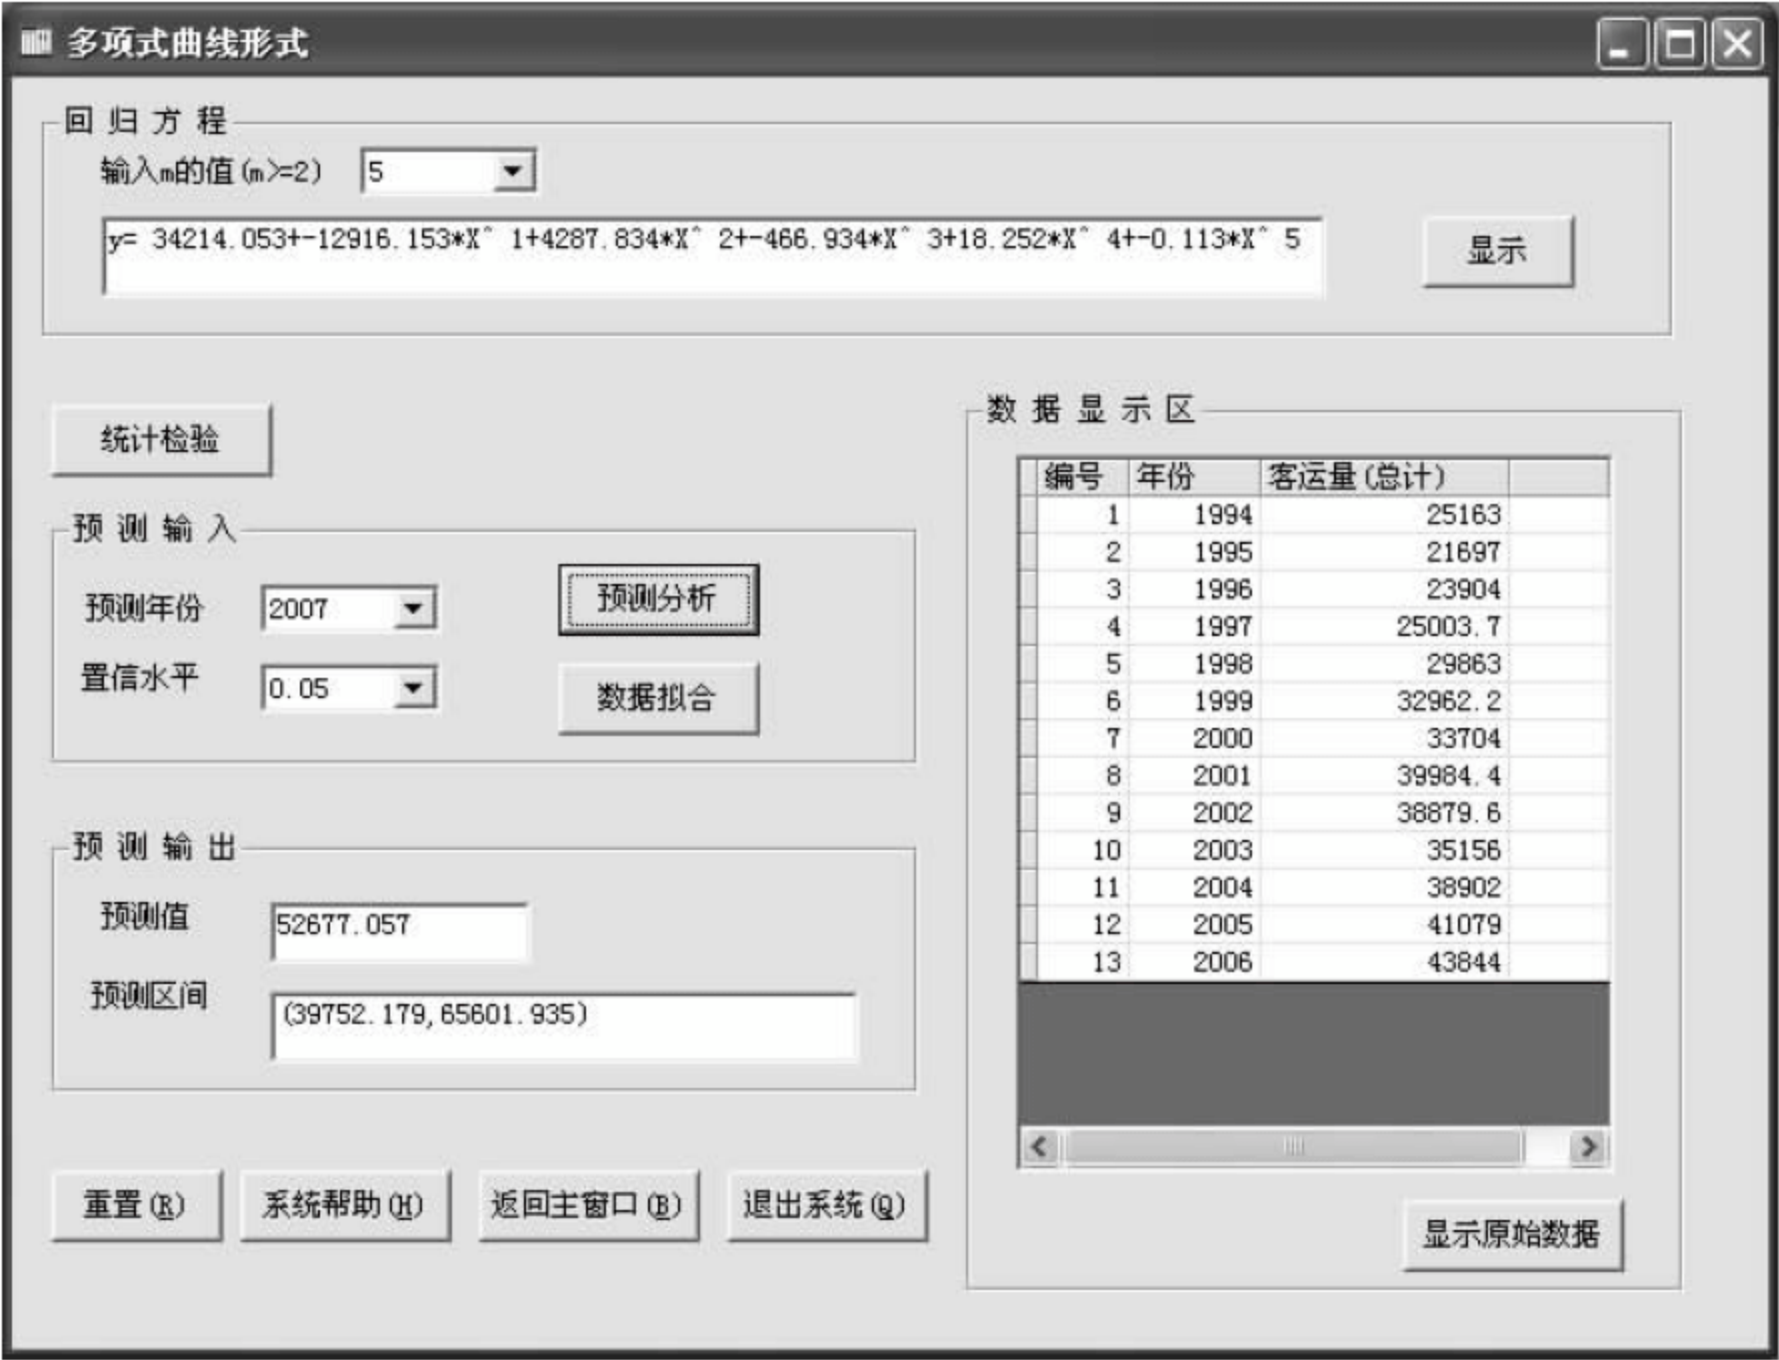 多项式曲线形式
回归方程
输入m的值(m>=2) 5
y= 34214.053+-12916.153*X^ 1+4287.834*X^ 2+-466.934*X^ 3+18.252*X^ 4+-0.113*X^ 5
显示
统计检验
预测输入
预测年份 2007
预测分析
置信水平 0.05
数据拟合
预测输出
预测值 52677.057
预测区间 (39752.179,65601.935)
重置(R) 系统帮助(H) 返回主窗口(B) 退出系统(Q)
数据显示区
编号 年份 客运量(总计)
1 1994 25163
2 1995 21697
3 1996 23904
4 1997 25003.7
5 1998 29863
6 1999 32962.2
7 2000 33704
8 2001 39984.4
9 2002 38879.6
10 2003 35156
11 2004 38902
12 2005 41079
13 2006 43844
显示原始数据